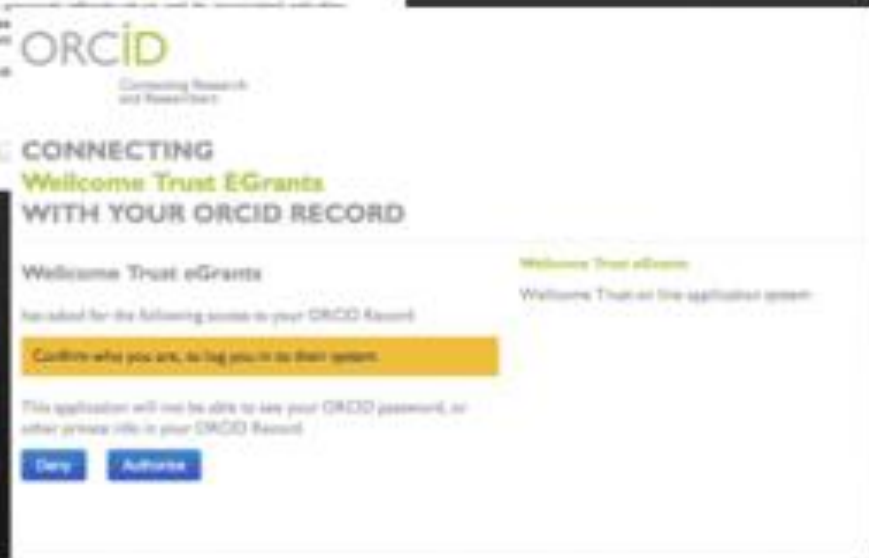 ORCiD
Connecting Research
and Researchers
CONNECTING
Wellcome Trust EGrants
WITH YOUR ORCID RECORD
Wellcome Trust eGrants
has asked for the following access to your ORCID Record
Confirm who you are, to log you in to their system
This application will not be able to see your ORCID password, or
other private info in your ORCID Record
Deny
Authorise
Wellcome Trust eGrants
Wellcome Trust on line application system